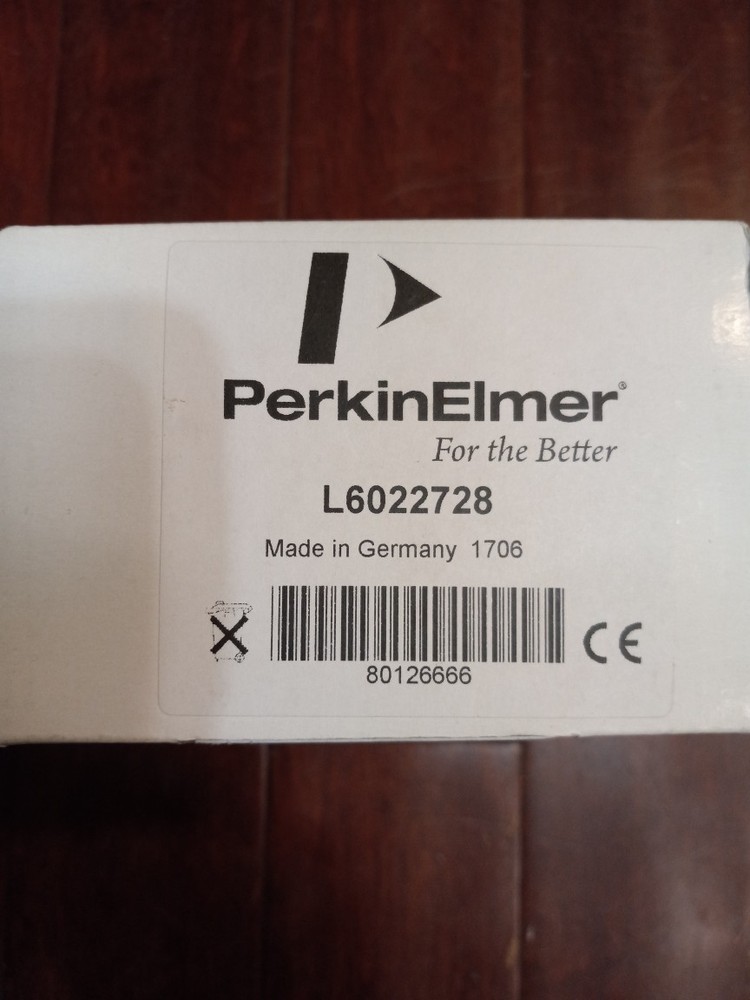 PerkinElmer®
For the Better
L6022728
Made in Germany 1706
80126666
CE